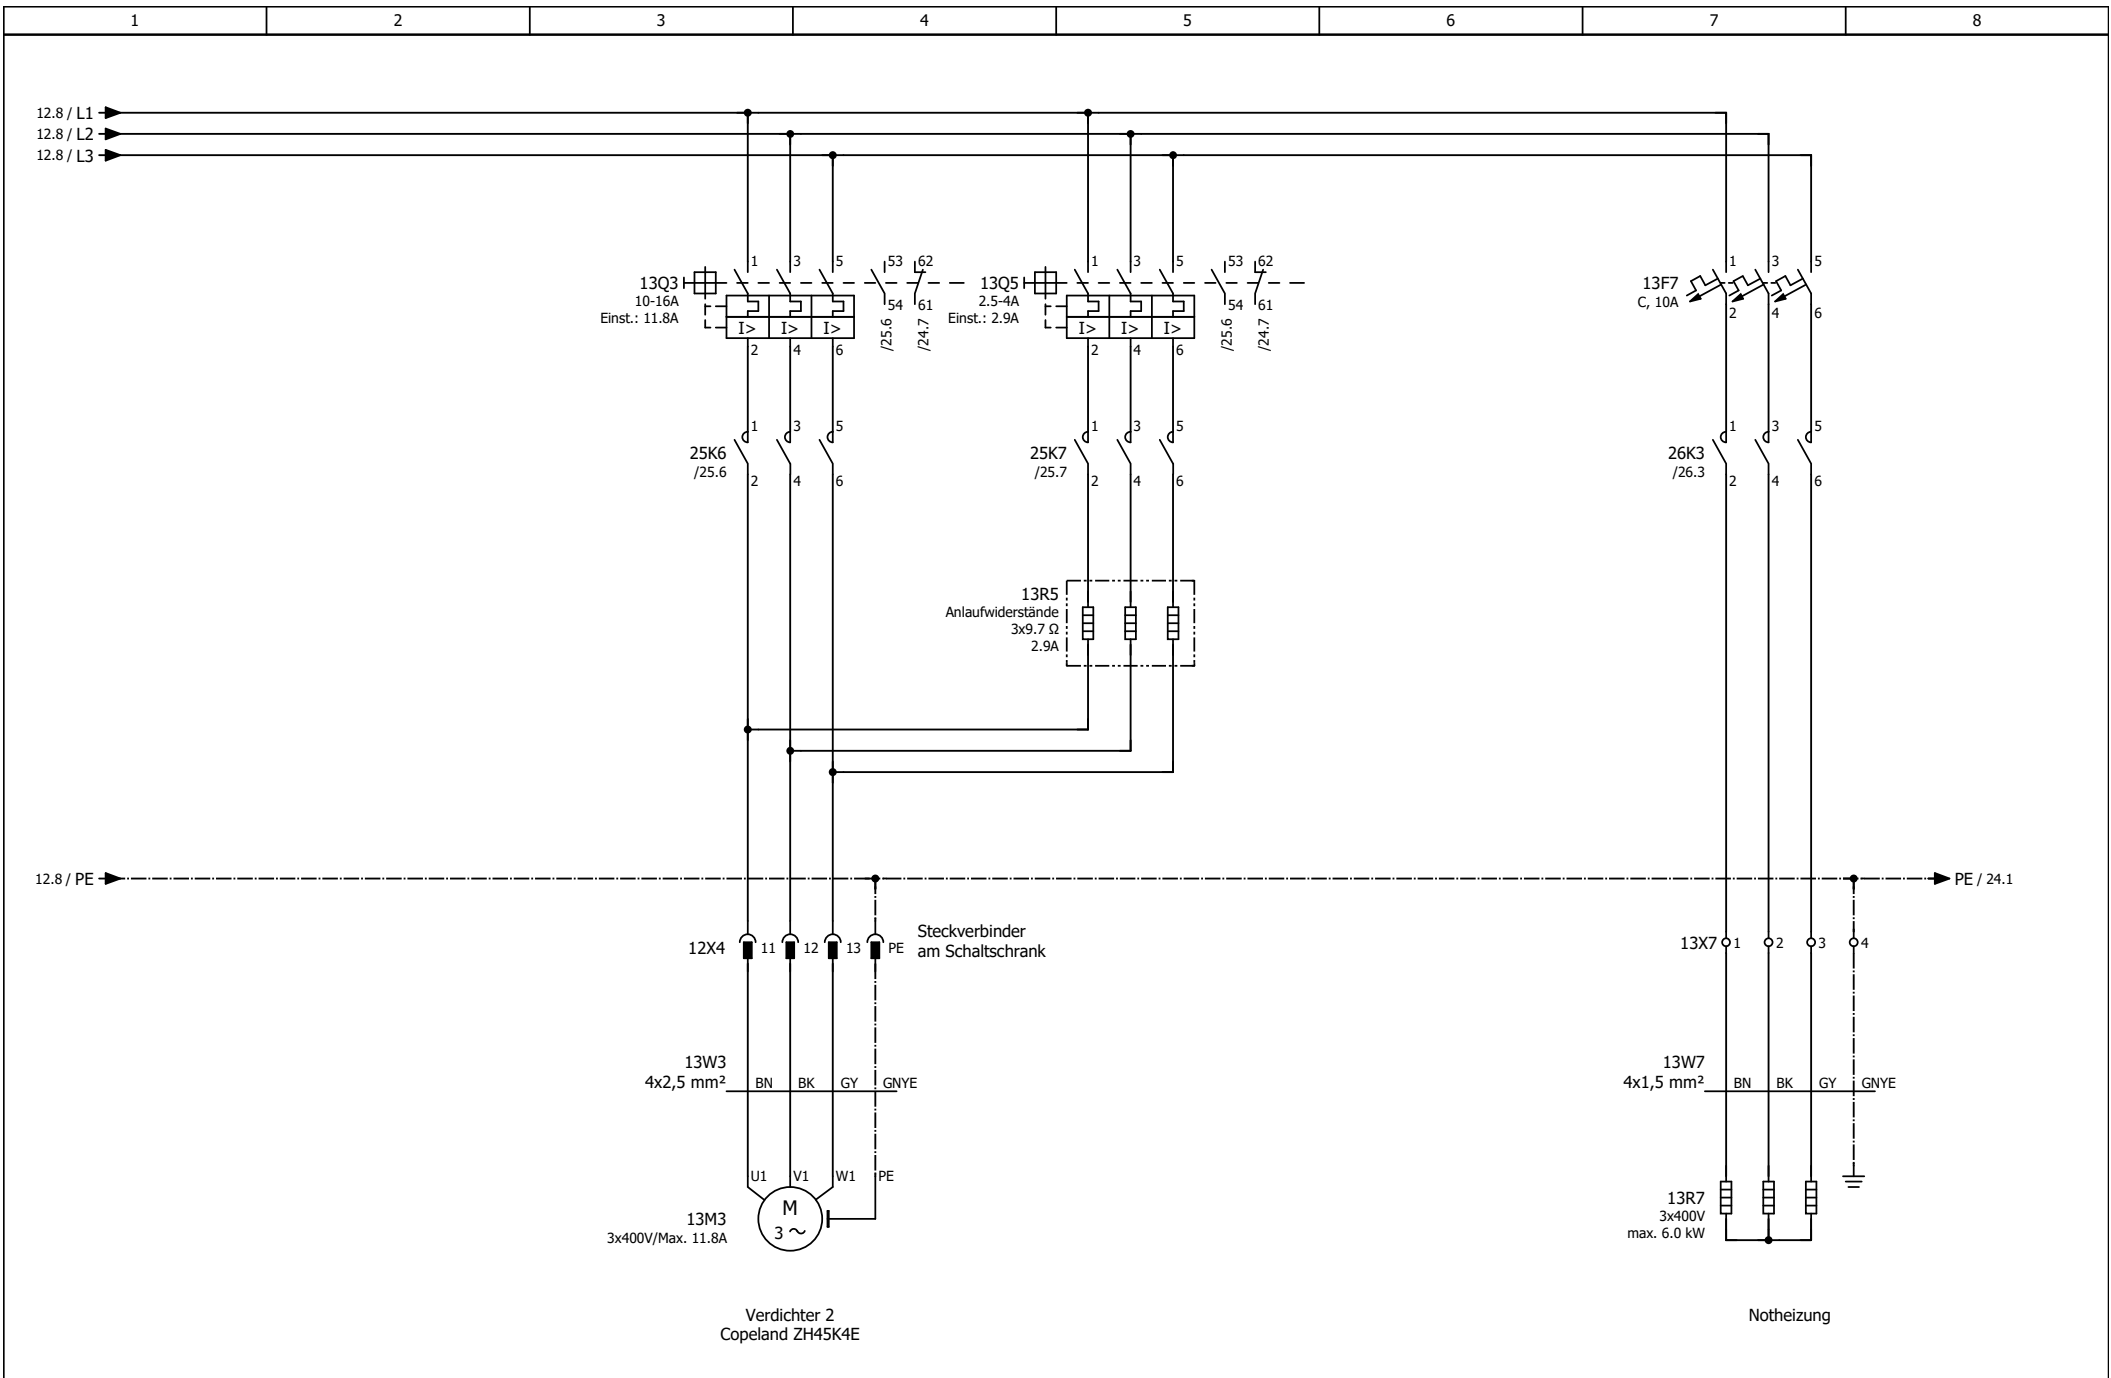 1 2 3 4 5 6 7 8
12.8 / L1
12.8 / L2
12.8 / L3
13Q3
10-16A
Einst.: 11.8A
1 3 5 53 62
54 61
I> I> I>
2 4 6 /25.6 /24.7
13Q5
2.5-4A
Einst.: 2.9A
1 3 5 53 62
54 61
I> I> I>
2 4 6 /25.6 /24.7
13F7
C, 10A
1 3 5
2 4 6
25K6
/25.6
1 3 5
2 4 6
25K7
/25.7
1 3 5
2 4 6
26K3
/26.3
1 3 5
2 4 6
13R5
Anlaufwiderstände
3x9.7 Ω
2.9A
12.8 / PE
PE / 24.1
12X4 11 12 13 PE
Steckverbinder
am Schaltschrank
13X7 1 2 3 4
13W3
4x2,5 mm² BN BK GY GNYE
13W7
4x1,5 mm² BN BK GY GNYE
U1 V1 W1 PE
M
3 ~
13M3
3x400V/Max. 11.8A
13R7
3x400V
max. 6.0 kW
Verdichter 2
Copeland ZH45K4E
Notheizung